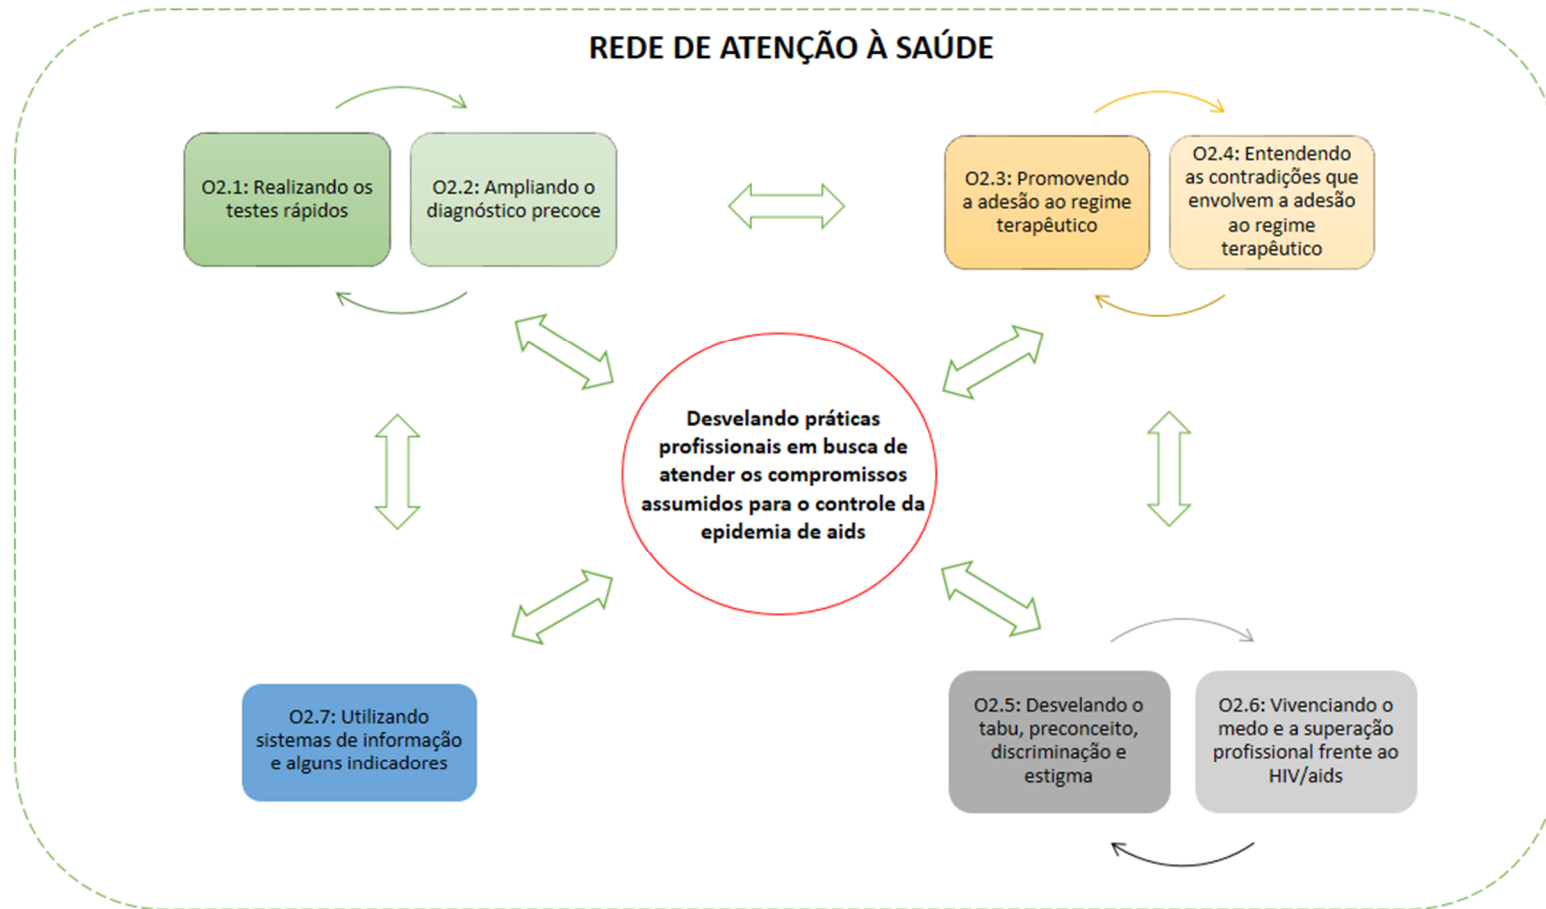 REDE DE ATENÇÃO À SAÚDE
O2.1: Realizando os
testes rápidos
O2.2: Ampliando o
diagnóstico precoce
O2.3: Promovendo
a adesão ao regime
terapêutico
O2.4: Entendendo
as contradições que
envolvem a adesão
ao regime
terapêutico
Desvelando práticas
profissionais em busca de
atender os compromissos
assumidos para o controle da
epidemia de aids
O2.7: Utilizando
sistemas de informação
e alguns indicadores
O2.5: Desvelando o
tabu, preconceito,
discriminação e
estigma
O2.6: Vivenciando o
medo e a superação
profissional frente ao
HIV/aids